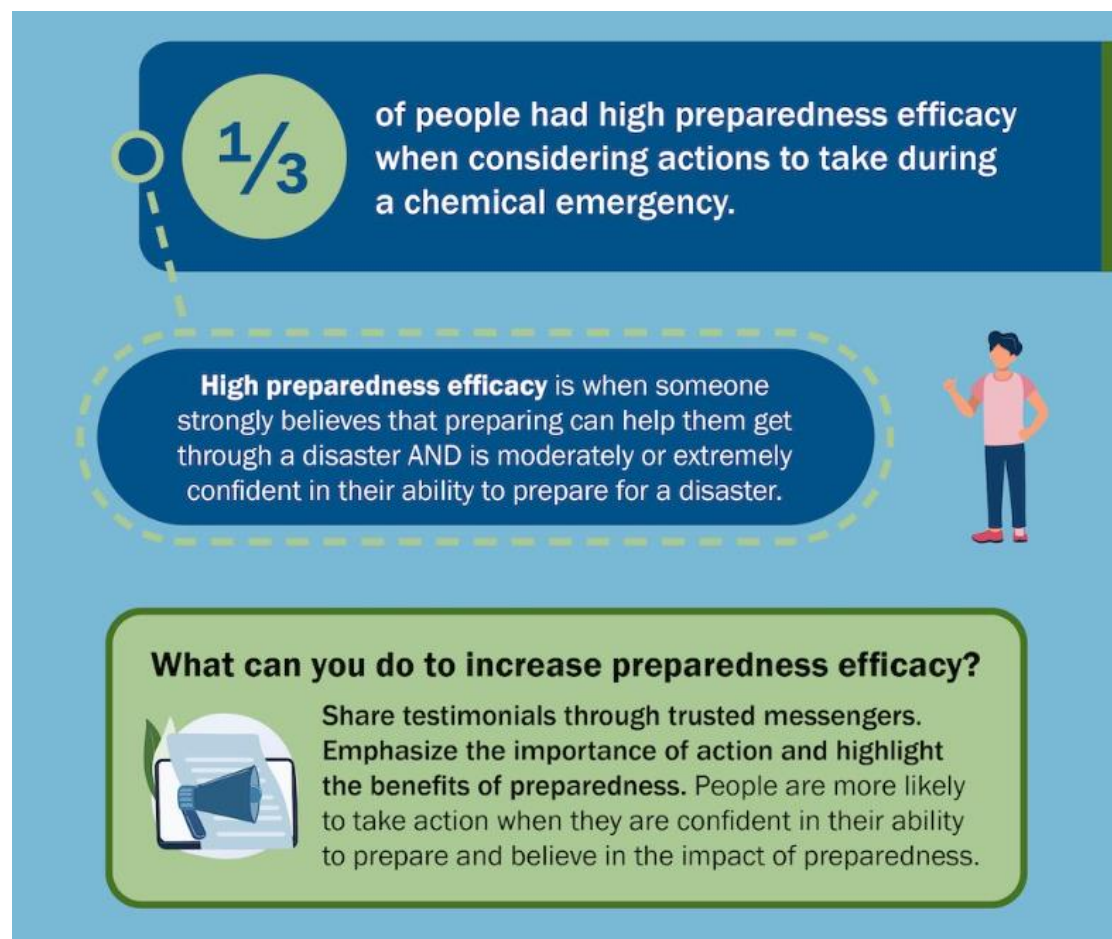 1/3
of people had high preparedness efficacy
when considering actions to take during
a chemical emergency.
High preparedness efficacy is when someone
strongly believes that preparing can help them get
through a disaster AND is moderately or extremely
confident in their ability to prepare for a disaster.
What can you do to increase preparedness efficacy?
Share testimonials through trusted messengers.
Emphasize the importance of action and highlight
the benefits of preparedness. People are more likely
to take action when they are confident in their ability
to prepare and believe in the impact of preparedness.